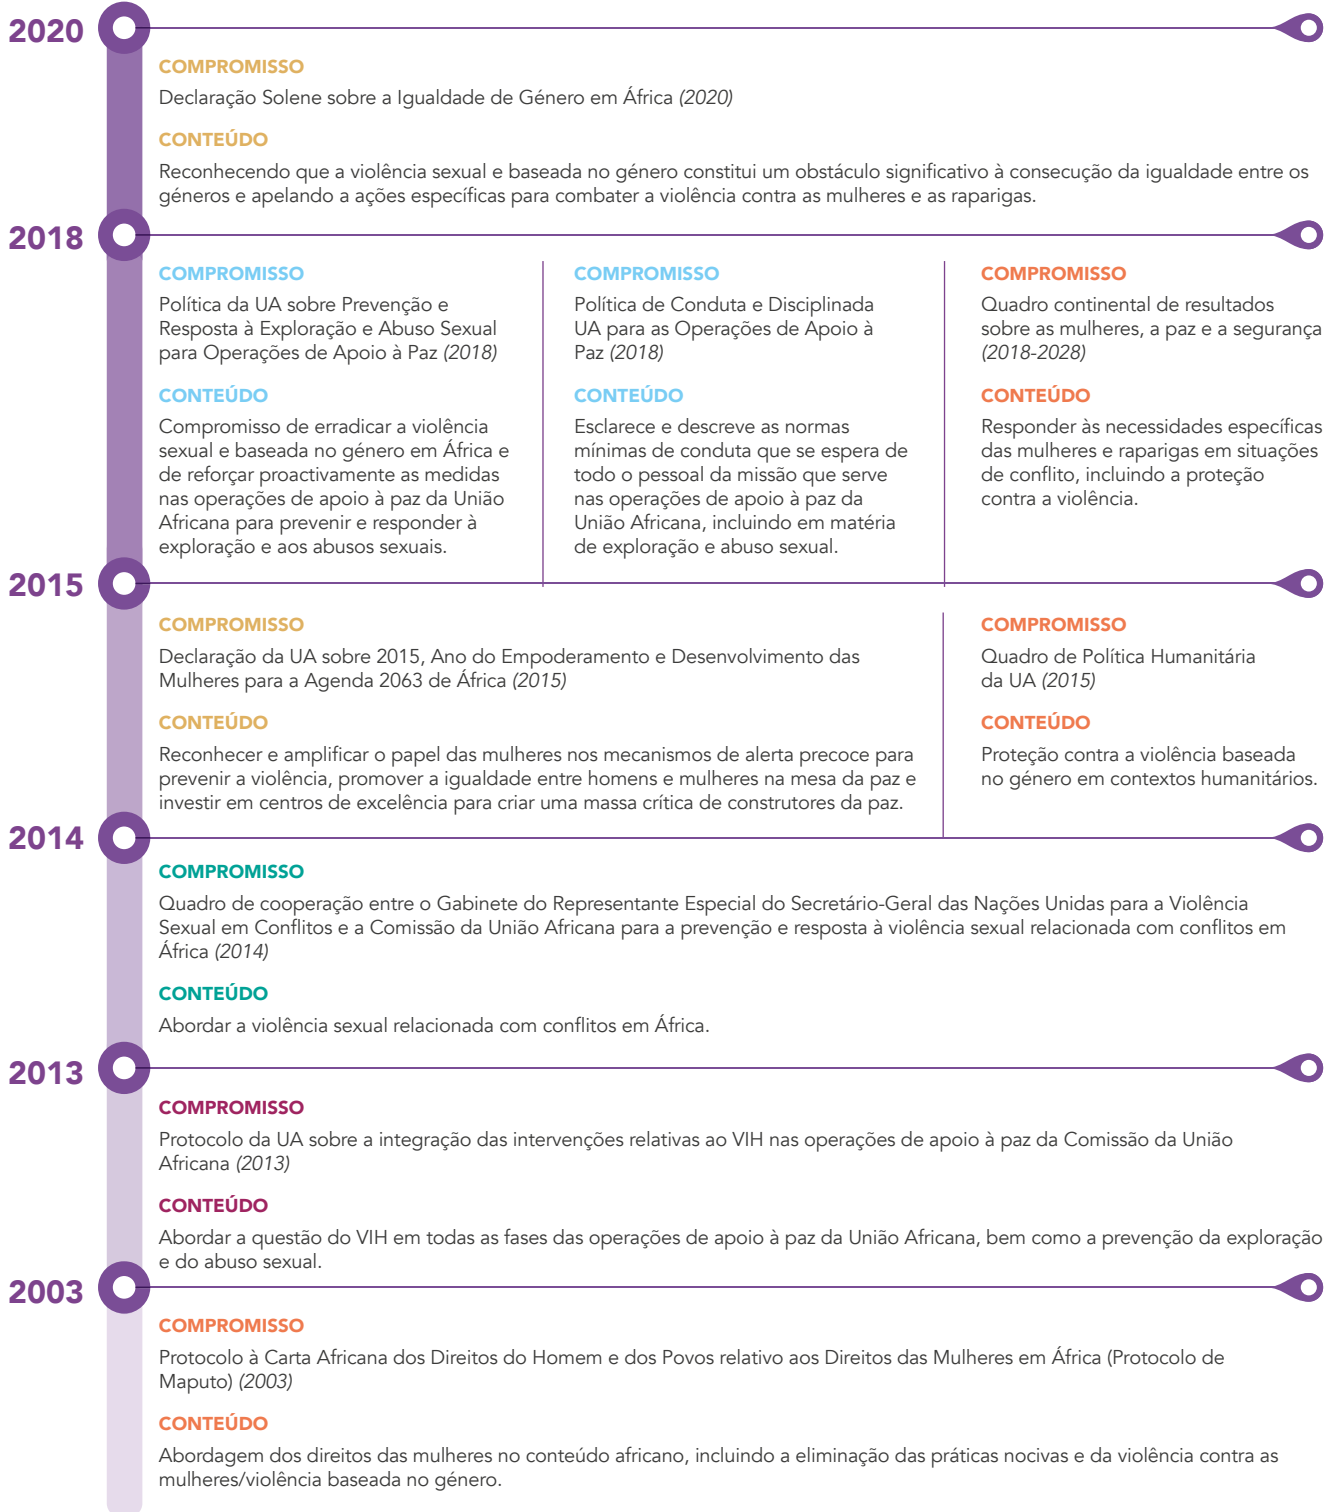 2020
COMPROMISSO
Declaração Solene sobre a Igualdade de Género em África (2020)
CONTEÚDO
Reconhecendo que a violência sexual e baseada no género constitui um obstáculo significativo à consecução da igualdade entre os
géneros e apelando a ações específicas para combater a violência contra as mulheres e as raparigas.
2018
COMPROMISSO
Política da UA sobre Prevenção e
Resposta à Exploração e Abuso Sexual
para Operações de Apoio à Paz (2018)
CONTEÚDO
Compromisso de erradicar a violência
sexual e baseada no género em África e
de reforçar proactivamente as medidas
nas operações de apoio à paz da União
Africana para prevenir e responder à
exploração e aos abusos sexuais.
COMPROMISSO
Política de Conduta e Disciplinada
UA para as Operações de Apoio à
Paz (2018)
CONTEÚDO
Esclarece e descreve as normas
mínimas de conduta que se espera de
todo o pessoal da missão que serve
nas operações de apoio à paz da
União Africana, incluindo em matéria
de exploração e abuso sexual.
COMPROMISSO
Quadro continental de resultados
sobre as mulheres, a paz e a segurança
(2018-2028)
CONTEÚDO
Responder às necessidades específicas
das mulheres e raparigas em situações
de conflito, incluindo a proteção
contra a violência.
2015
COMPROMISSO
Declaração da UA sobre 2015, Ano do Empoderamento e Desenvolvimento das
Mulheres para a Agenda 2063 de África (2015)
CONTEÚDO
Reconhecer e amplificar o papel das mulheres nos mecanismos de alerta precoce para
prevenir a violência, promover a igualdade entre homens e mulheres na mesa da paz e
investir em centros de excelência para criar uma massa crítica de construtores da paz.
COMPROMISSO
Quadro de Política Humanitária
da UA (2015)
CONTEÚDO
Proteção contra a violência baseada
no género em contextos humanitários.
2014
COMPROMISSO
Quadro de cooperação entre o Gabinete do Representante Especial do Secretário-Geral das Nações Unidas para a Violência
Sexual em Conflitos e a Comissão da União Africana para a prevenção e resposta à violência sexual relacionada com conflitos em
África (2014)
CONTEÚDO
Abordar a violência sexual relacionada com conflitos em África.
2013
COMPROMISSO
Protocolo da UA sobre a integração das intervenções relativas ao VIH nas operações de apoio à paz da Comissão da União
Africana (2013)
CONTEÚDO
Abordar a questão do VIH em todas as fases das operações de apoio à paz da União Africana, bem como a prevenção da exploração
e do abuso sexual.
2003
COMPROMISSO
Protocolo à Carta Africana dos Direitos do Homem e dos Povos relativo aos Direitos das Mulheres em África (Protocolo de
Maputo) (2003)
CONTEÚDO
Abordagem dos direitos das mulheres no conteúdo africano, incluindo a eliminação das práticas nocivas e da violência contra as
mulheres/violência baseada no género.